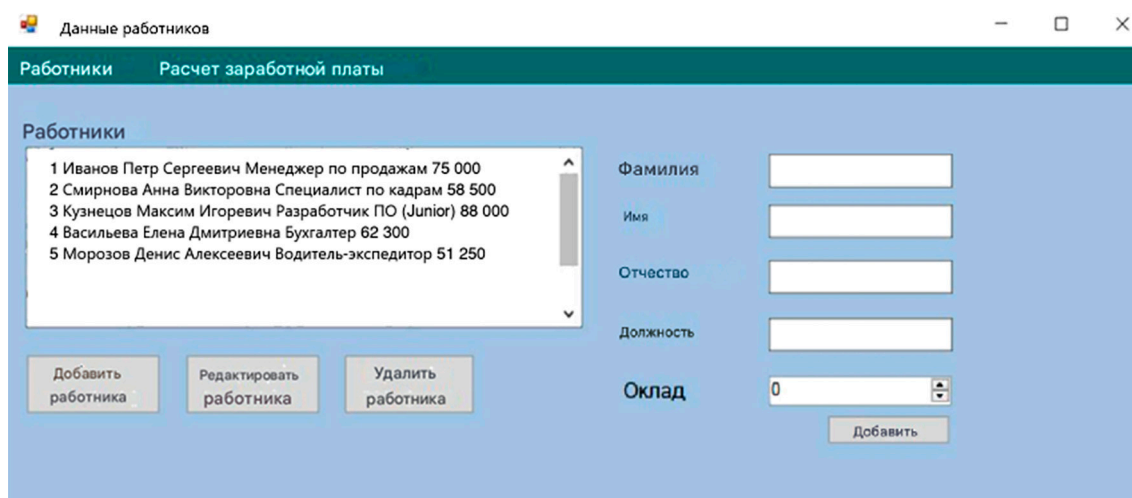 Данные работников
Работники Расчет заработной платы
Работники
1 Иванов Петр Сергеевич Менеджер по продажам 75 000
2 Смирнова Анна Викторовна Специалист по кадрам 58 500
3 Кузнецов Максим Игоревич Разработчик ПО (Junior) 88 000
4 Васильева Елена Дмитриевна Бухгалтер 62 300
5 Морозов Денис Алексеевич Водитель-экспедитор 51 250
Добавить
работника
Редактировать
работника
Удалить
работника
Фамилия
Имя
Отчество
Должность
Оклад 0
Добавить